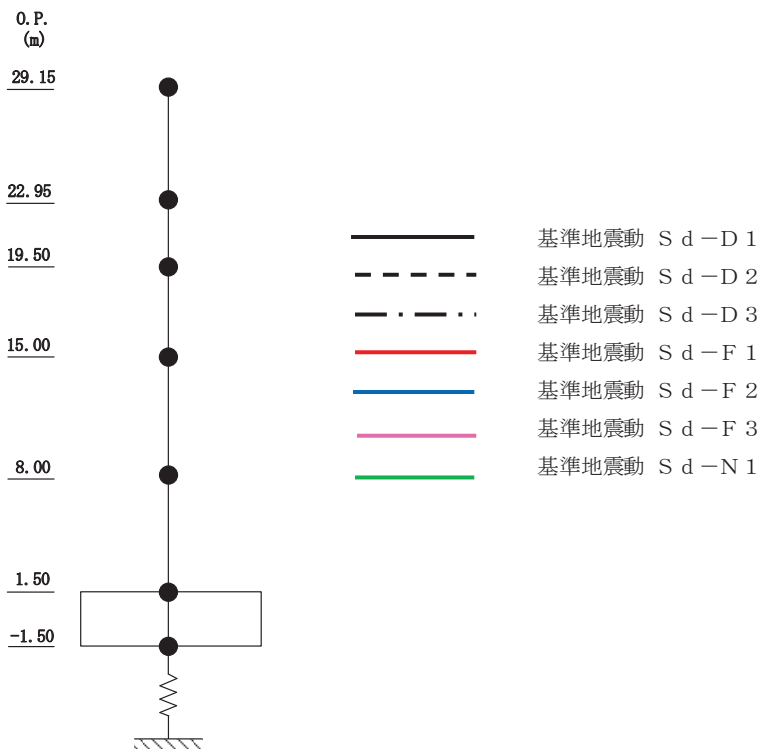 O.P.
(m)
29.15
22.95
19.50
15.00
8.00
1.50
-1.50
基準地震動 Ｓｄ－Ｄ１
基準地震動 Ｓｄ－Ｄ２
基準地震動 Ｓｄ－Ｄ３
基準地震動 Ｓｄ－Ｆ１
基準地震動 Ｓｄ－Ｆ２
基準地震動 Ｓｄ－Ｆ３
基準地震動 Ｓｄ－Ｎ１